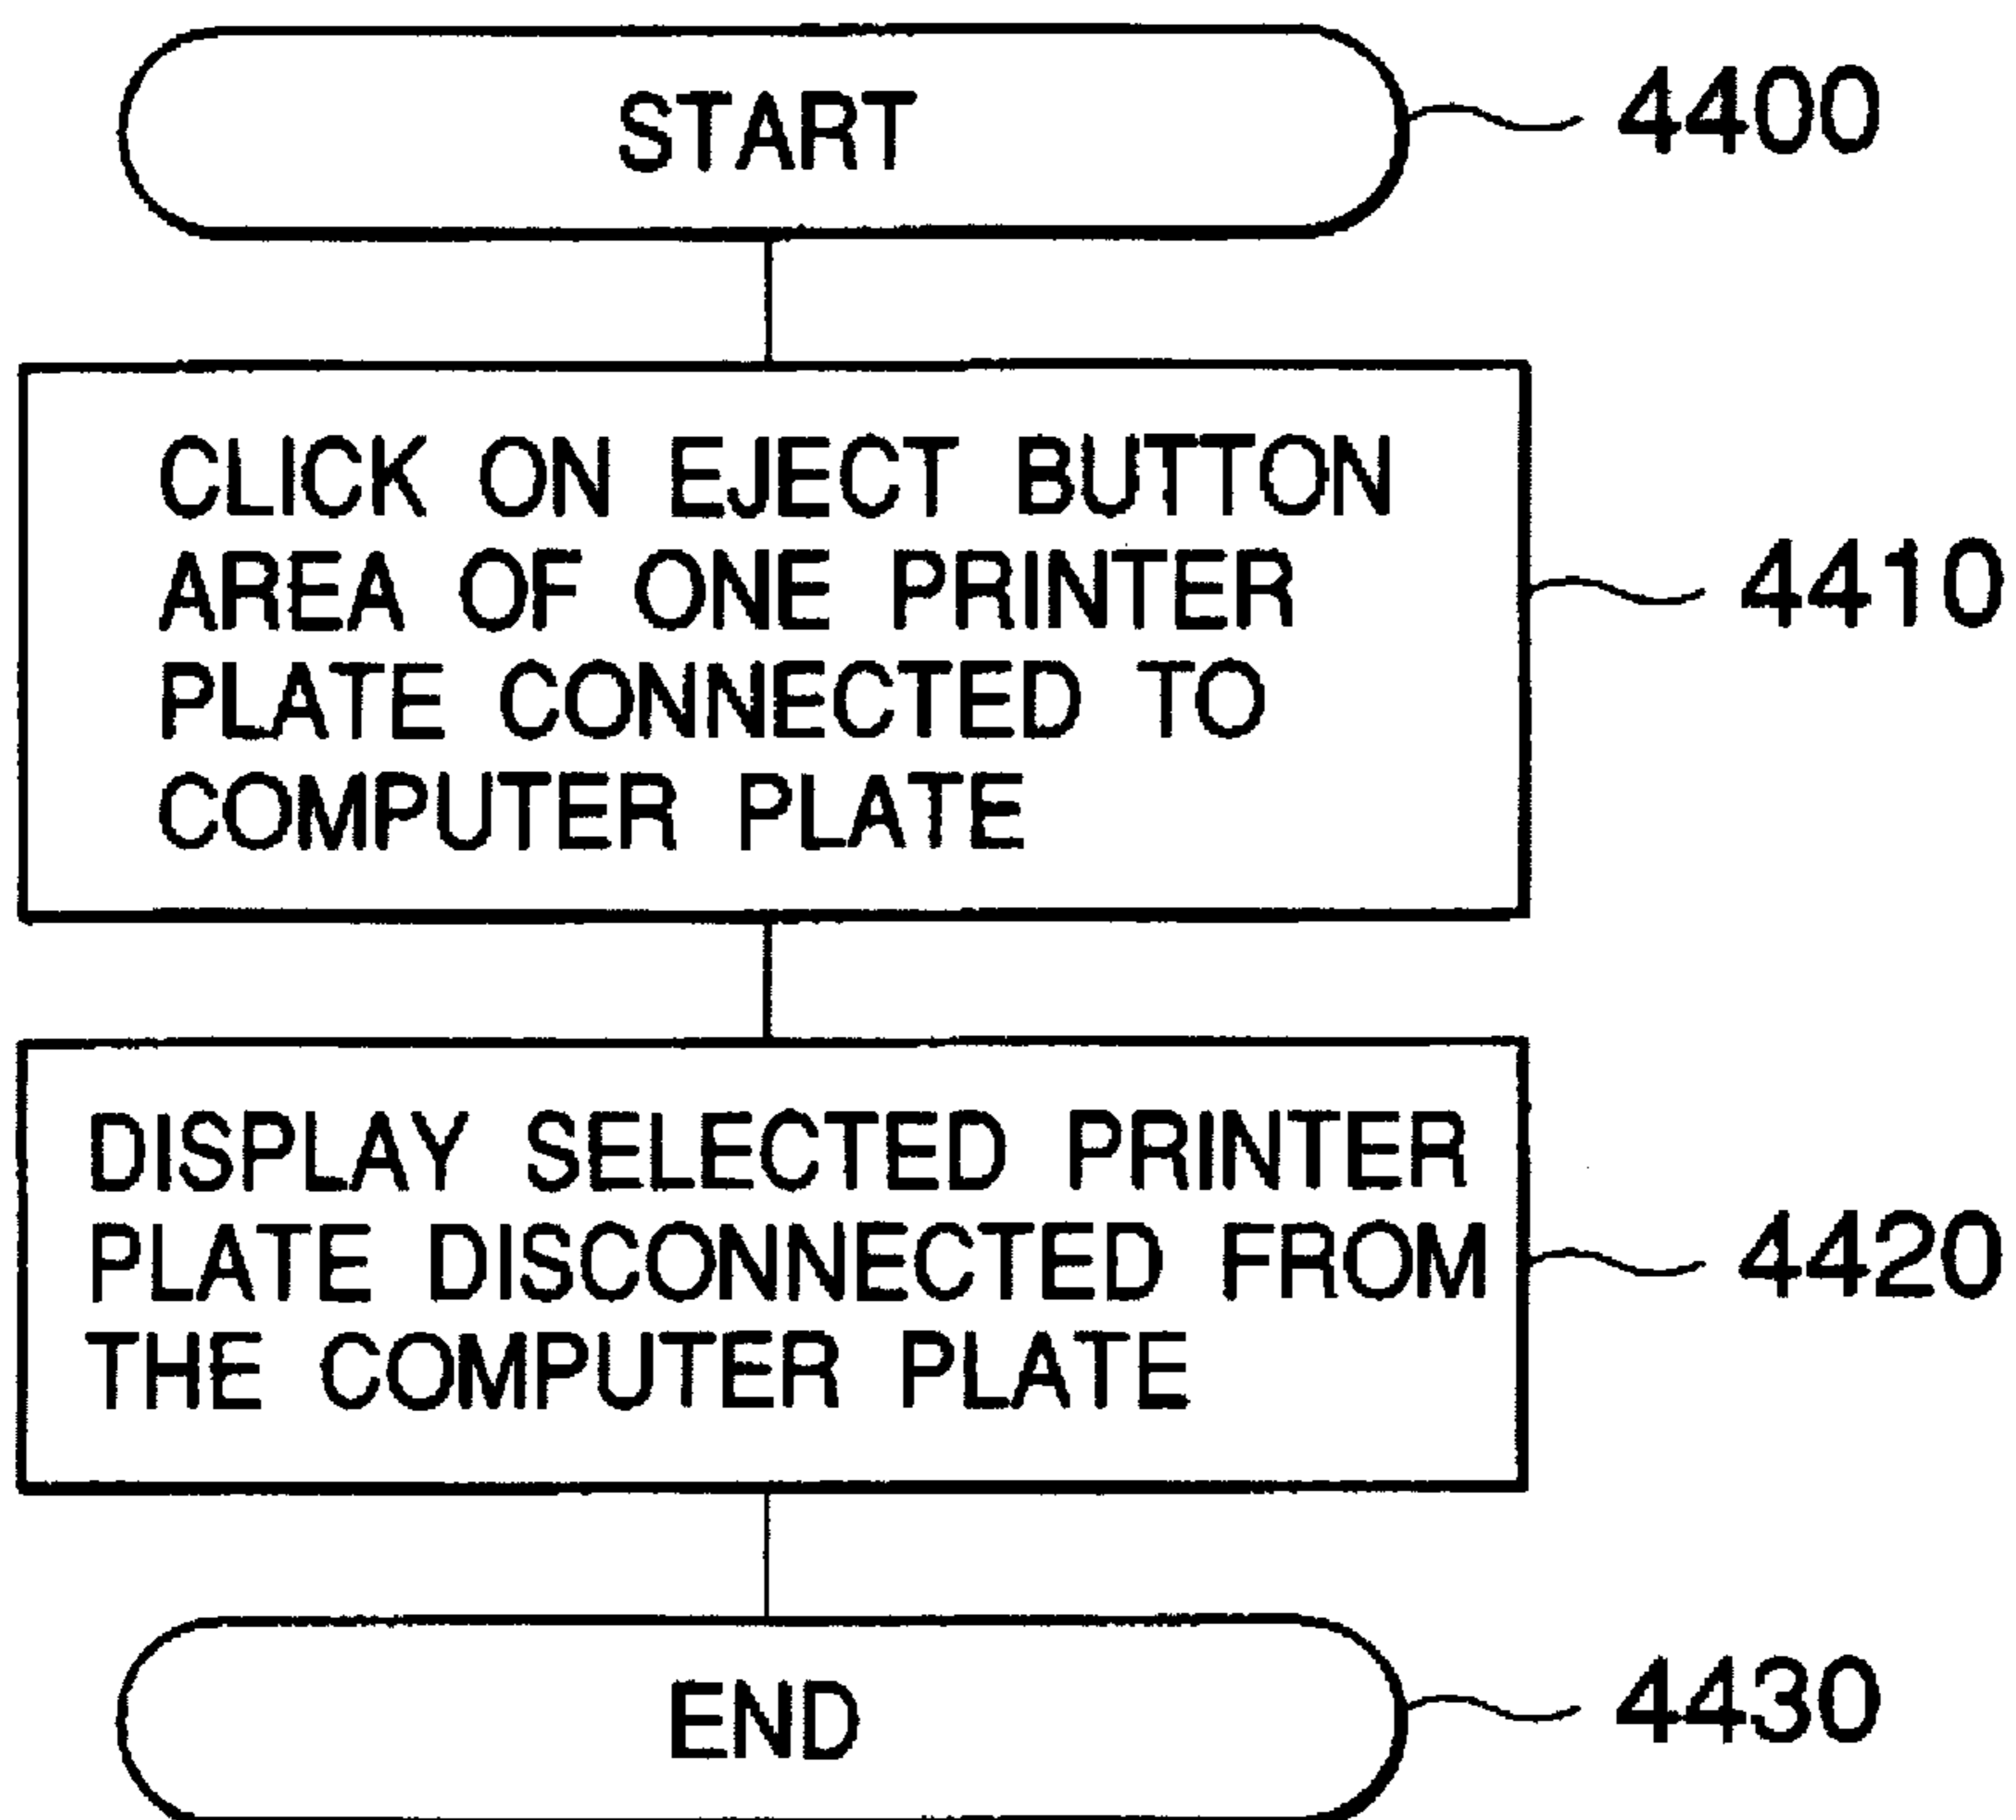 START
4400
CLICK ON EJECT BUTTON
AREA OF ONE PRINTER
PLATE CONNECTED TO
COMPUTER PLATE
4410
DISPLAY SELECTED PRINTER
PLATE DISCONNECTED FROM
THE COMPUTER PLATE
4420
END
4430